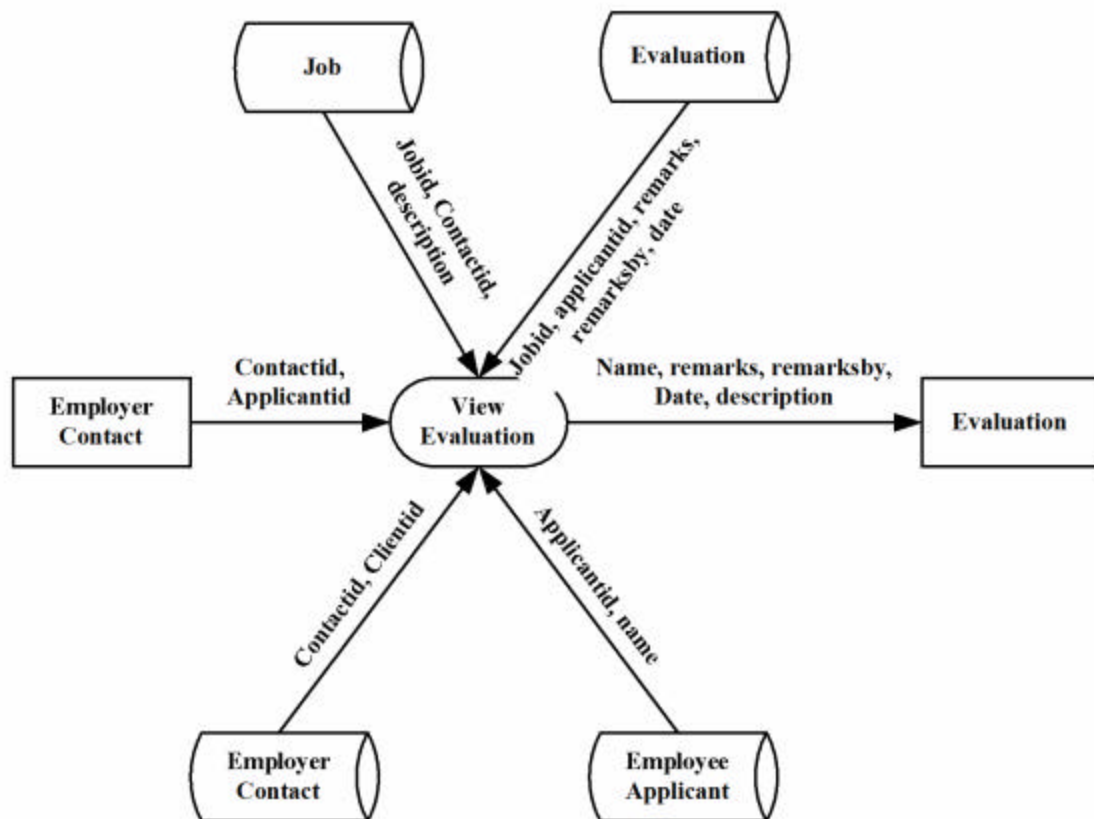 Job
Evaluation
Jobid, Contactid,
description
Jobid, applicantid, remarks,
remarksby, date
Contactid,
Applicantid
Name, remarks, remarksby,
Date, description
Employer
Contact
View
Evaluation
Evaluation
Contactid, Clientid
Applicantid, name
Employer
Contact
Employee
Applicant